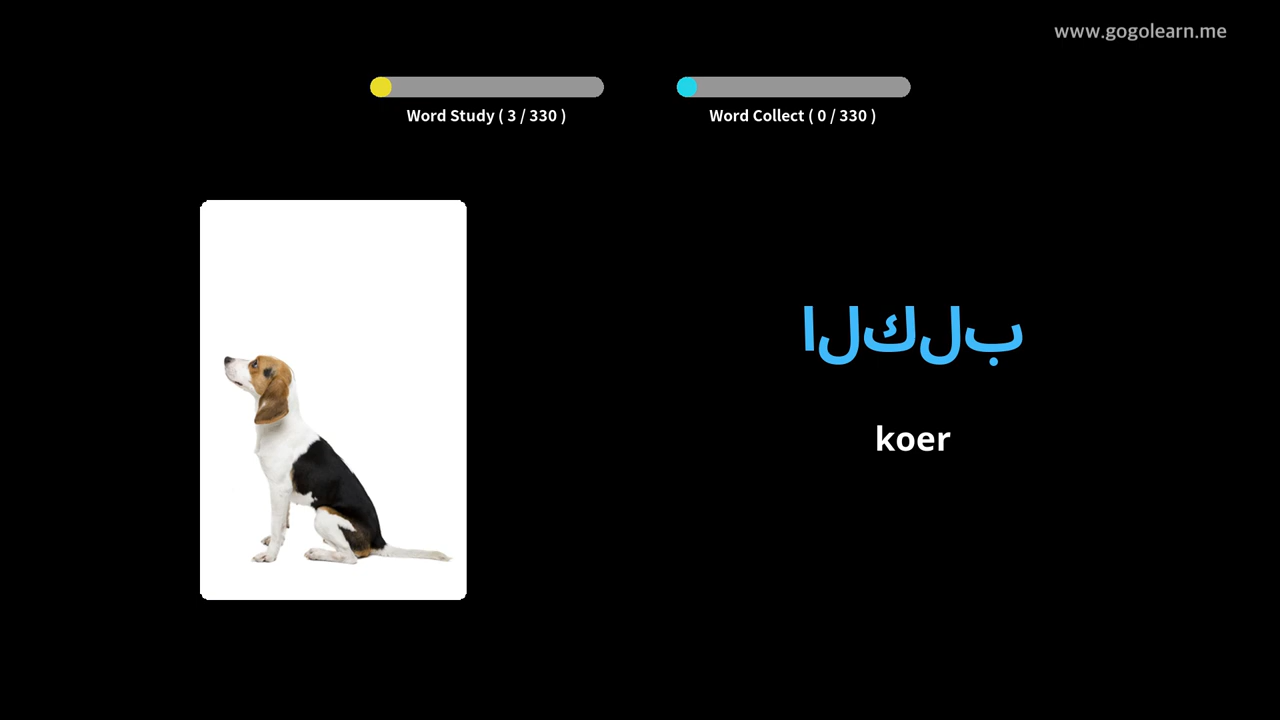 www.gogolearn.me
Word Study ( 3 / 330 )
Word Collect ( 0 / 330 )
الكلب
koer